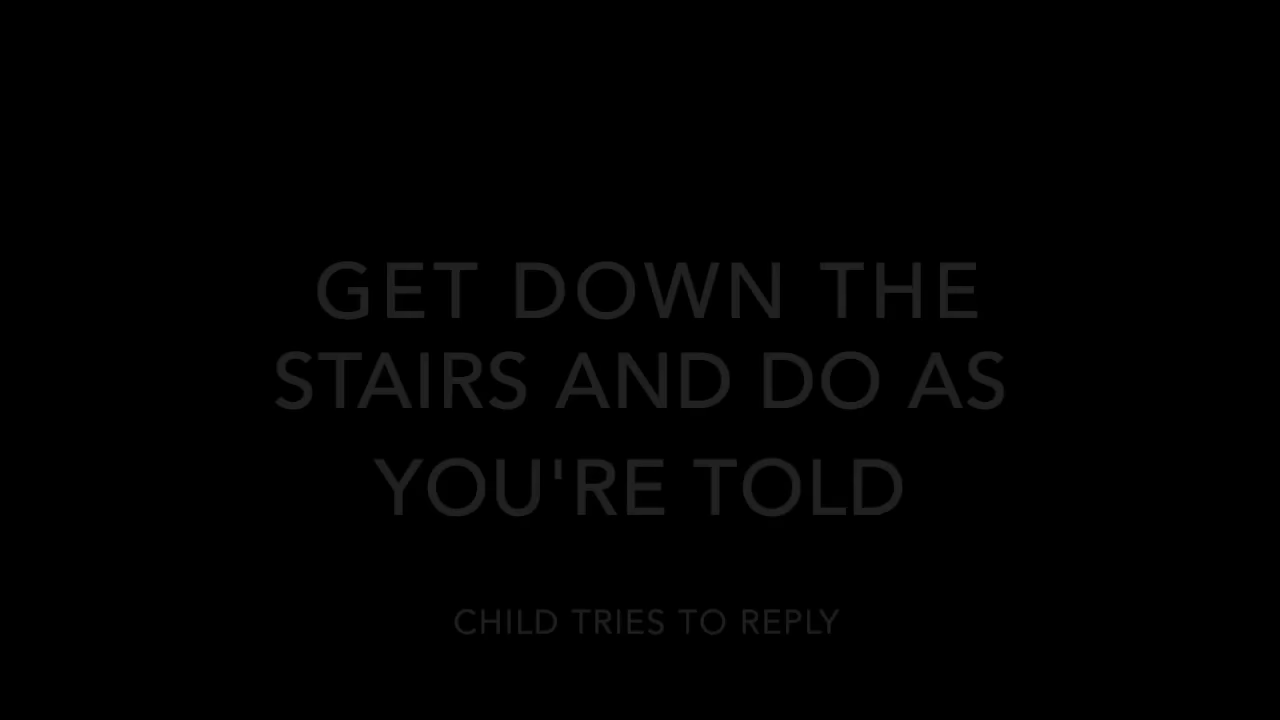 GET DOWN THE
STAIRS AND DO AS
YOU'RE TOLD
CHILD TRIES TO REPLY